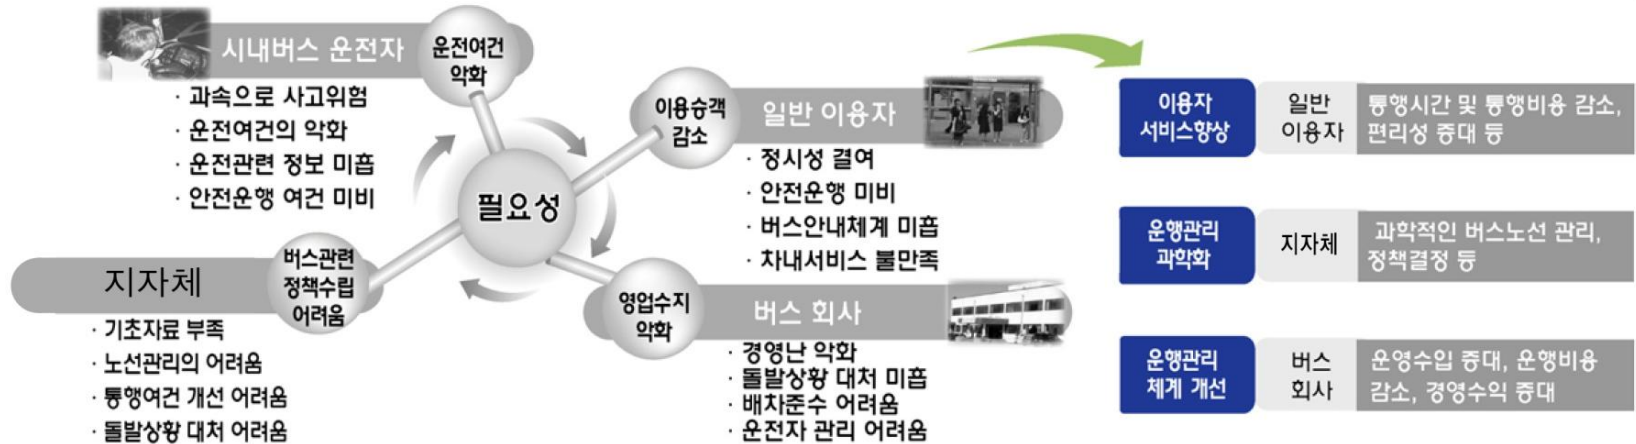 시내버스 운전자
운전여건
악화
· 과속으로 사고위험
· 운전여건의 악화
· 운전관련 정보 미흡
· 안전운행 여건 미비
이용승객
감소
일반 이용자
· 정시성 결여
· 안전운행 미비
· 버스안내체계 미흡
· 차내서비스 불만족
필요성
지자체
버스관련
정책수립
어려움
· 기초자료 부족
· 노선관리의 어려움
· 통행여건 개선 어려움
· 돌발상황 대처 어려움
영업수지
악화
버스 회사
· 경영난 악화
· 돌발상황 대처 미흡
· 배차준수 어려움
· 운전자 관리 어려움
이용자
서비스향상
일반
이용자
통행시간 및 통행비용 감소,
편리성 증대 등
운행관리
과학화
지자체
과학적인 버스노선 관리,
정책결정 등
운행관리
체계 개선
버스
회사
운영수입 증대, 운행비용
감소, 경영수익 증대